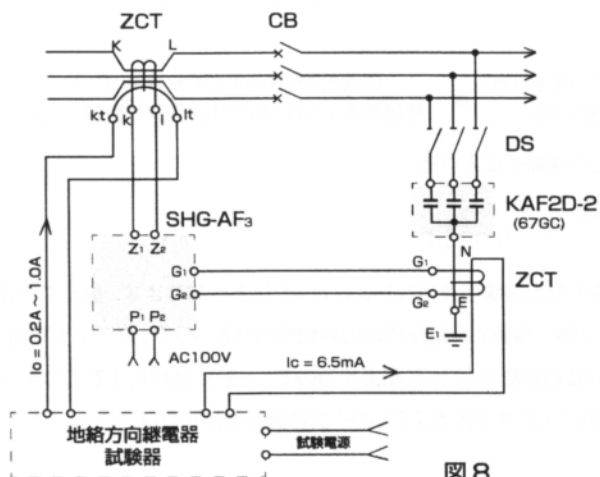 ZCT
CB
K
L
kt
k
l
lt
DS
KAF2D-2
(67GC)
SHG-AF3
Z1 Z2
N
G1
G1
ZCT
G2
G2
E
P1 P2
E1
AC100V
Io = 0.2A ~ 1.0A
Ic = 6.5mA
地絡方向継電器
試験器
試験電源
図8